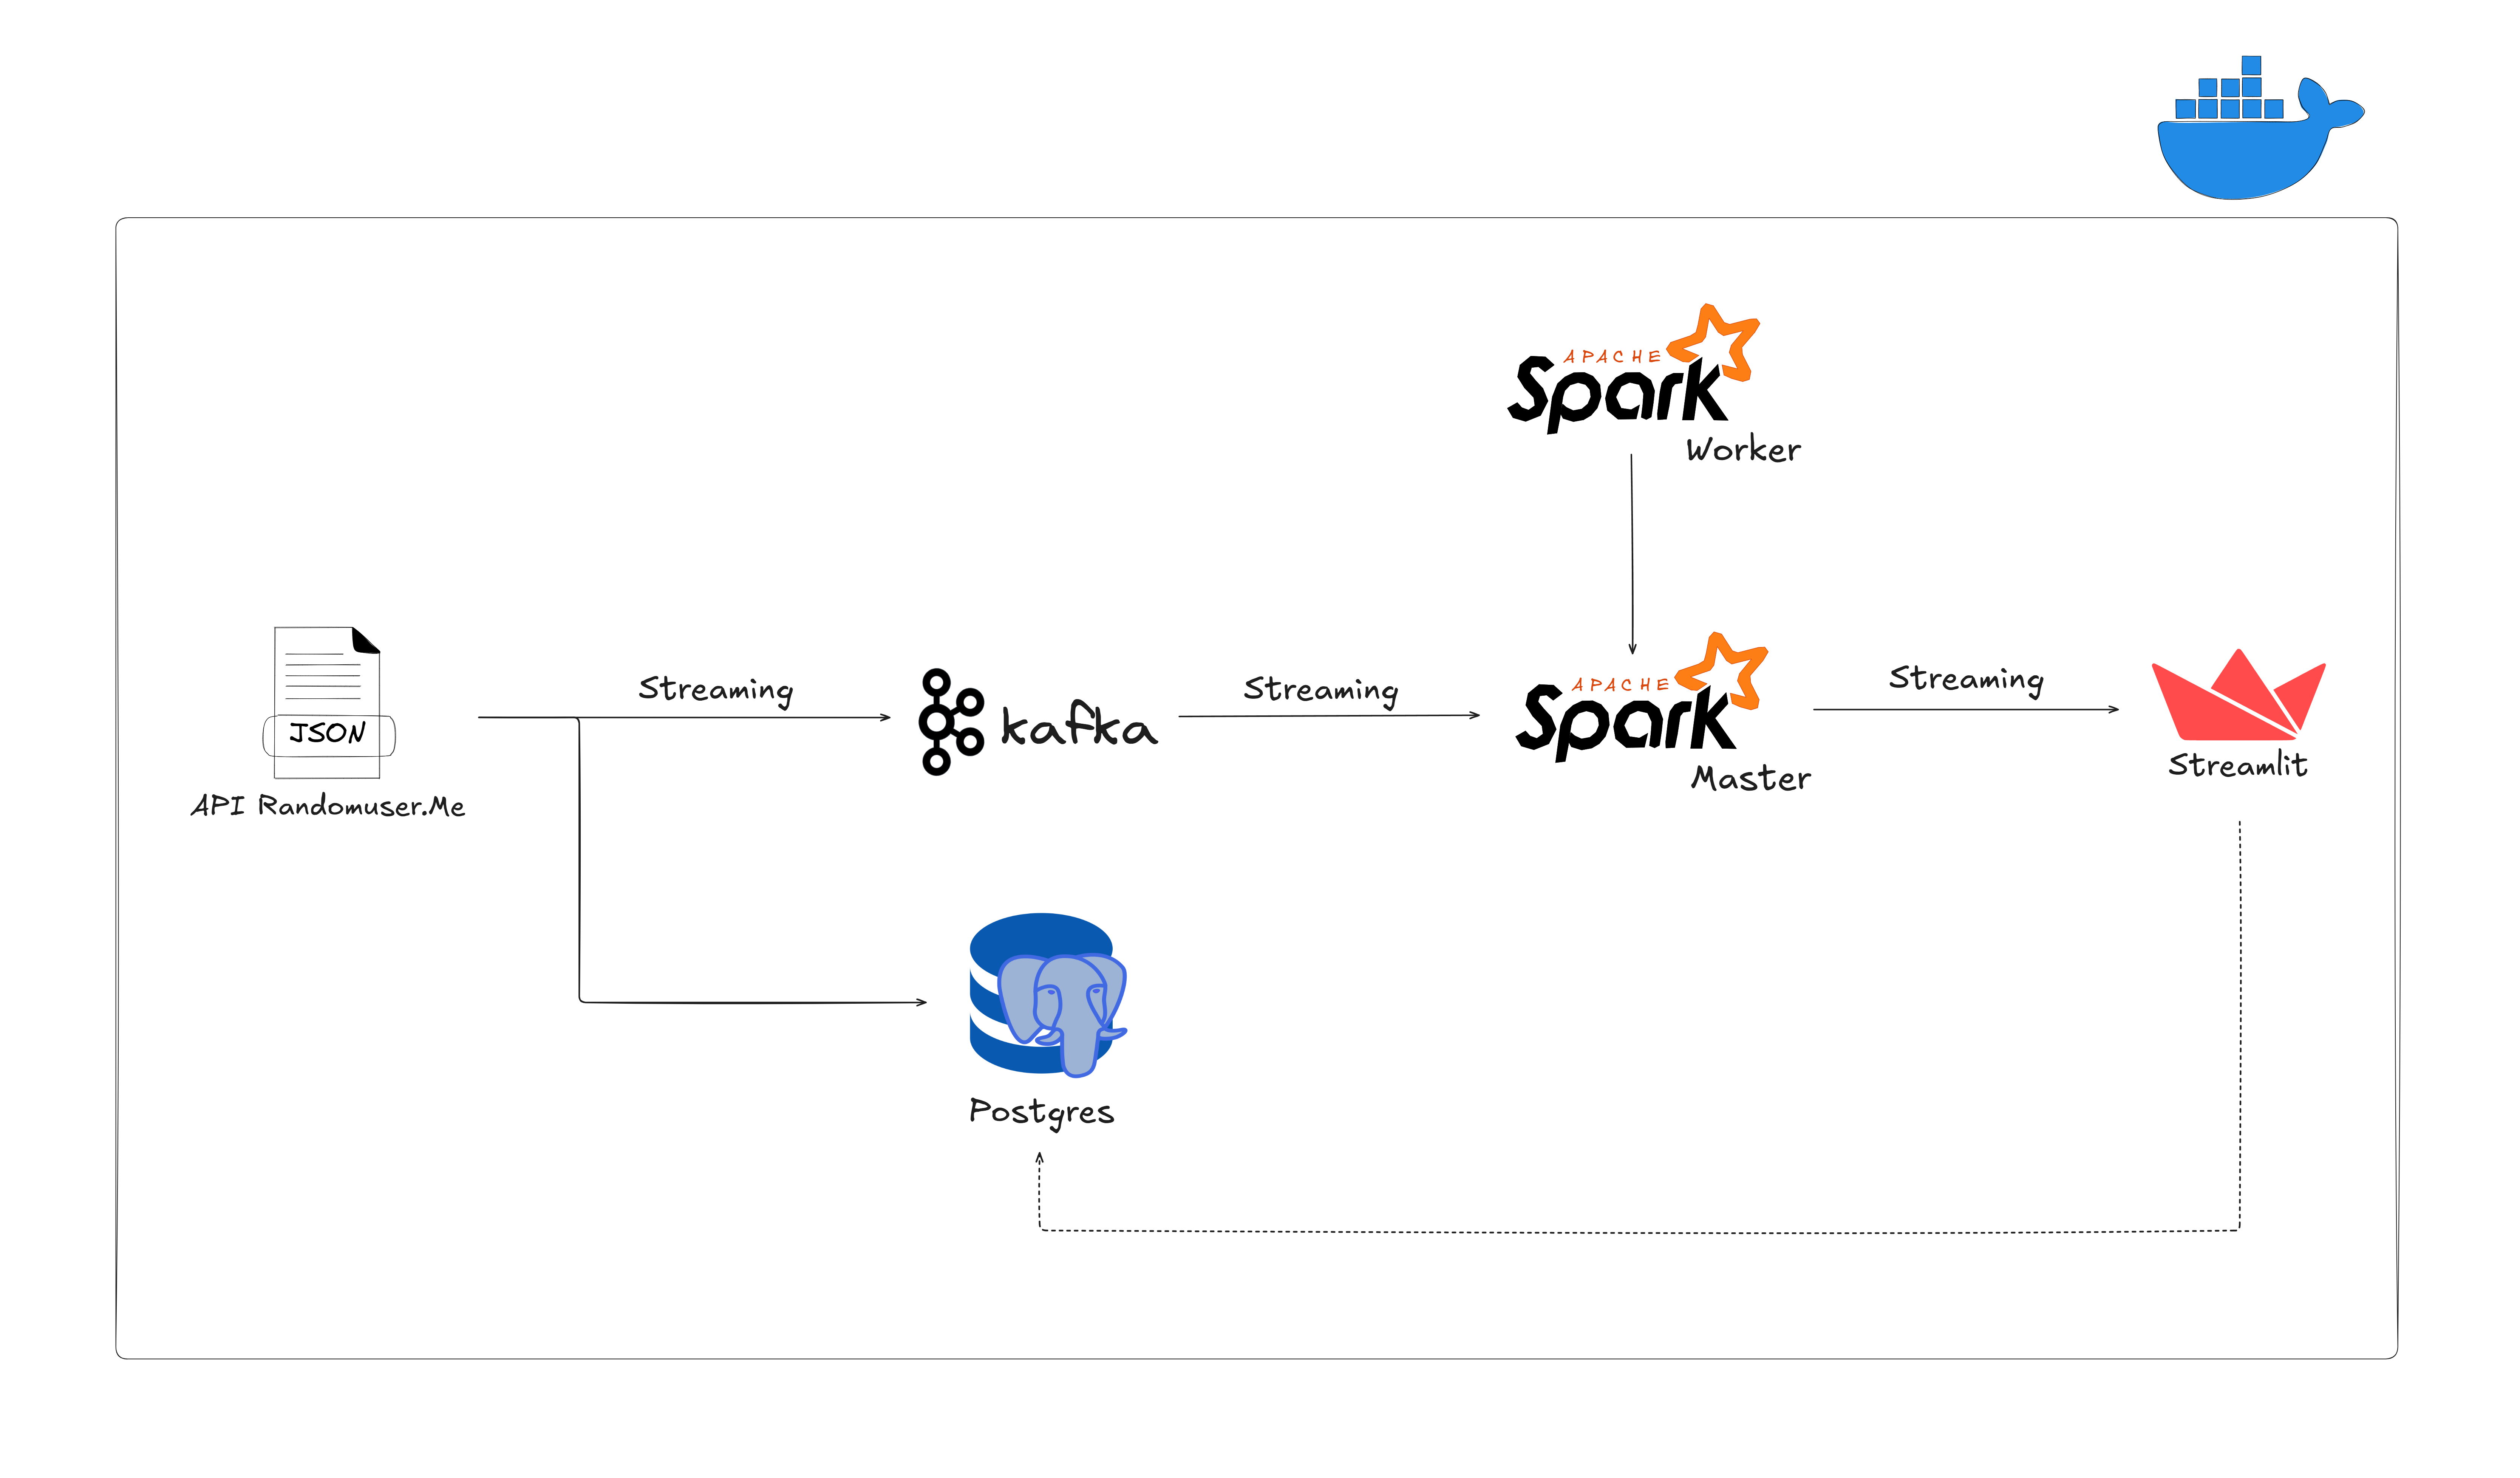 APACHE
Spark
Worker
JSON
API Randomuser.Me
Streaming
kafka
Streaming
APACHE
Spark
Master
Streaming
Streamlit
Postgres